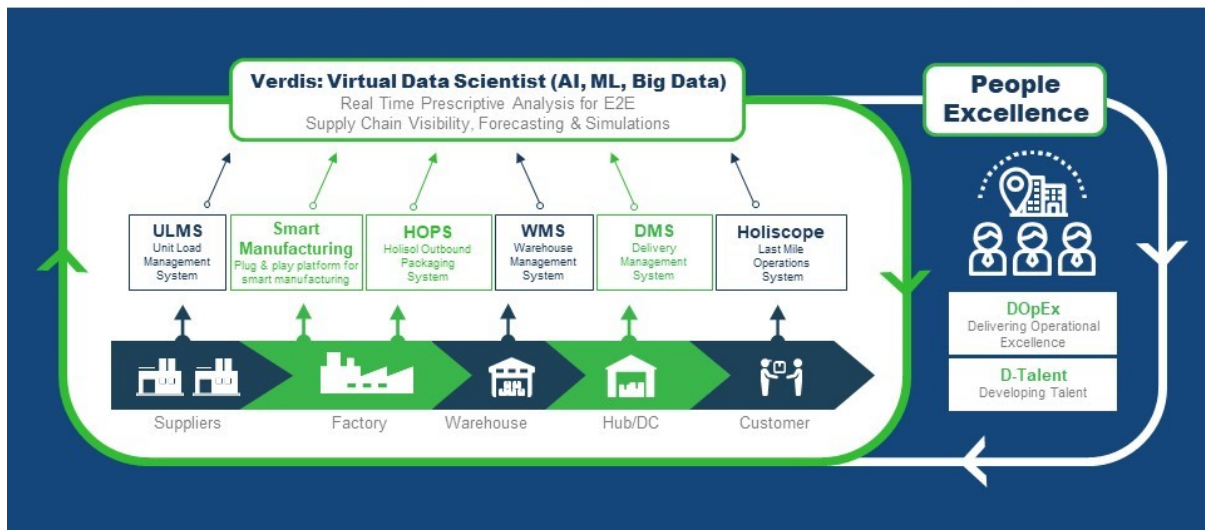 Verdis: Virtual Data Scientist (AI, ML, Big Data)
Real Time Prescriptive Analysis for E2E
Supply Chain Visibility, Forecasting & Simulations
People
Excellence
ULMS
Unit Load
Management
System
Smart
Manufacturing
Plug & play platform for
smart manufacturing
HOPS
Holisol Outbound
Packaging
System
WMS
Warehouse
Management
System
DMS
Delivery
Management
System
Holiscope
Last Mile
Operations
System
DOpEx
Delivering Operational
Excellence
D-Talent
Developing Talent
Suppliers
Factory
Warehouse
Hub/DC
Customer